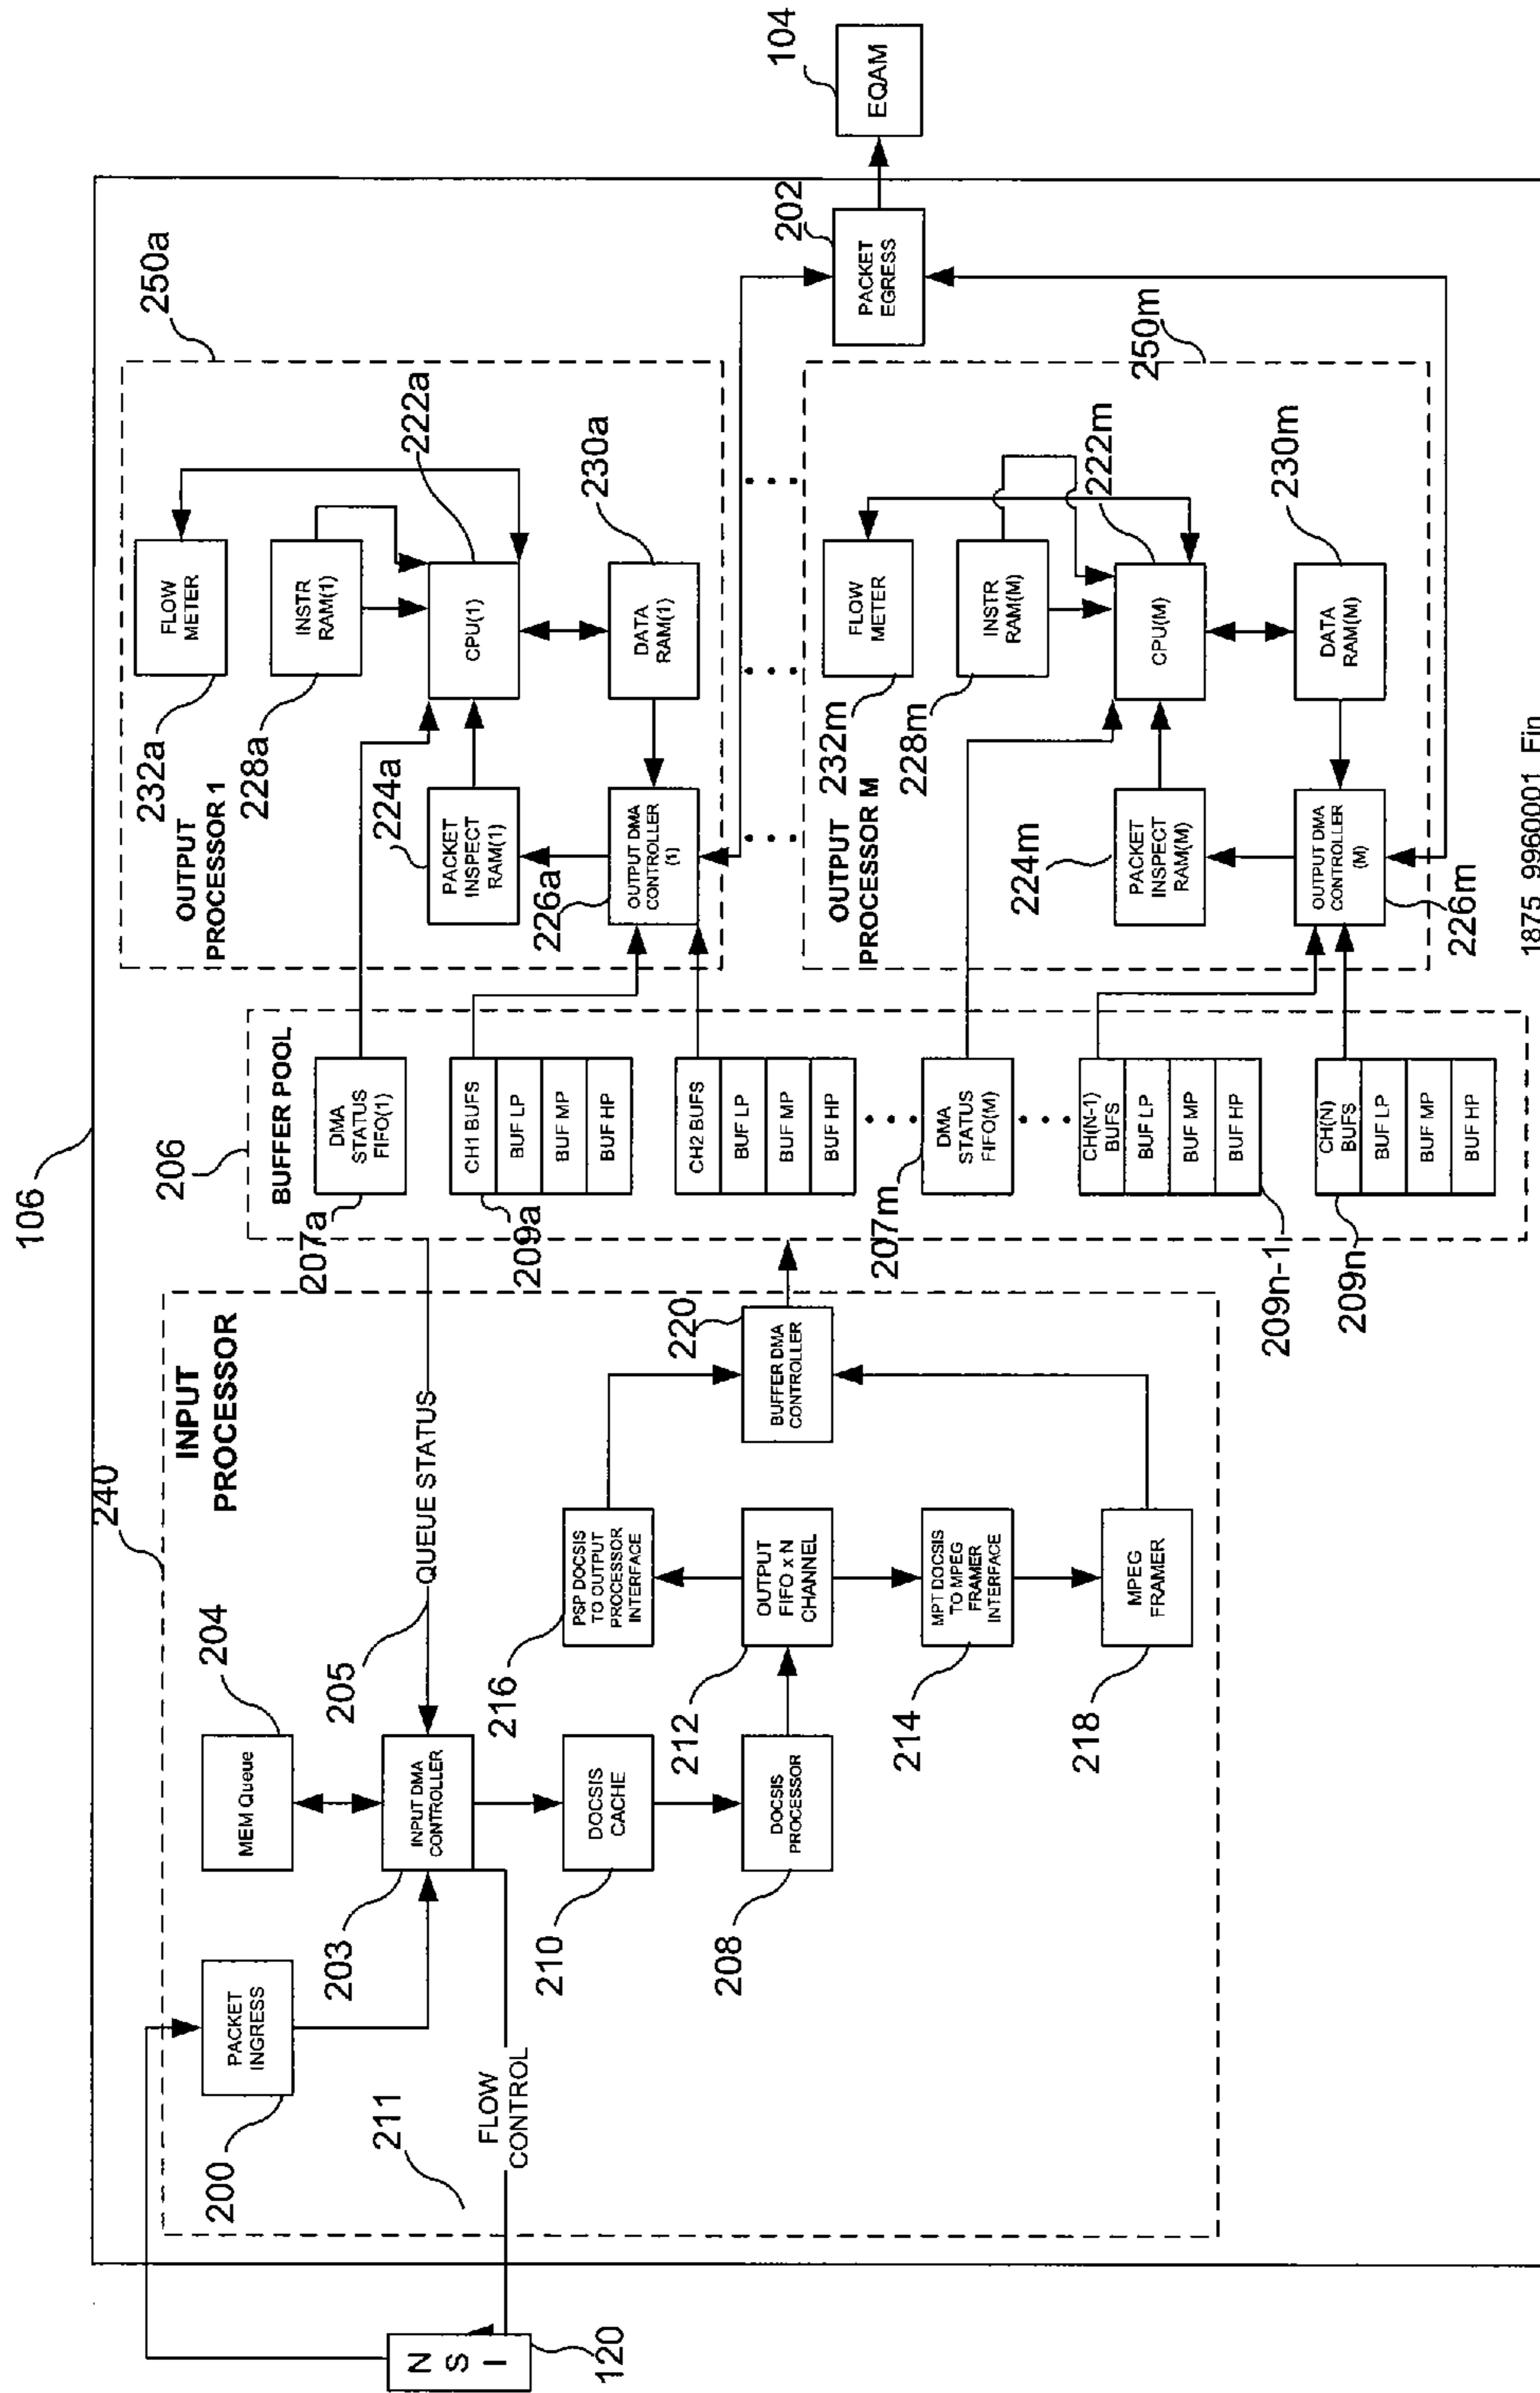 106
240
INPUT
PROCESSOR
N
S
I
120
PACKET
INGRESS
200
211
FLOW
CONTROL
MEM Queue
204
INPUT DMA
CONTROLLER
203
205
QUEUE STATUS
DOCSIS
CACHE
210
DOCSIS
PROCESSOR
208
PSP DOCSIS
TO OUTPUT
PROCESSOR
INTERFACE
216
OUTPUT
FIFO x N
CHANNEL
212
MPT DOCSIS
TO MPEG
FRAMER
INTERFACE
214
MPEG
FRAMER
218
BUFFER DMA
CONTROLLER
220
206
BUFFER POOL
DMA
STATUS
FIFO(1)
207a
CH1 BUFS
BUF LP
BUF MP
BUF HP
209a
CH2 BUFS
BUF LP
BUF MP
BUF HP
DMA
STATUS
FIFO(M)
207m
CH(N-1)
BUFS
BUF LP
BUF MP
BUF HP
209n-1
CH(N)
BUFS
BUF LP
BUF MP
BUF HP
209n
250a
OUTPUT
PROCESSOR 1
FLOW
METER
232a
INSTR
RAM(1)
228a
CPU(1)
222a
DATA
RAM(1)
230a
PACKET
INSPECT
RAM(1)
224a
OUTPUT DMA
CONTROLLER
(1)
226a
250m
OUTPUT
PROCESSOR M
FLOW
METER
232m
INSTR
RAM(M)
228m
CPU(M)
222m
DATA
RAM(M)
230m
PACKET
INSPECT
RAM(M)
224m
OUTPUT DMA
CONTROLLER
(M)
226m
PACKET
EGRESS
202
EQAM
104
1875_9960001_Fin